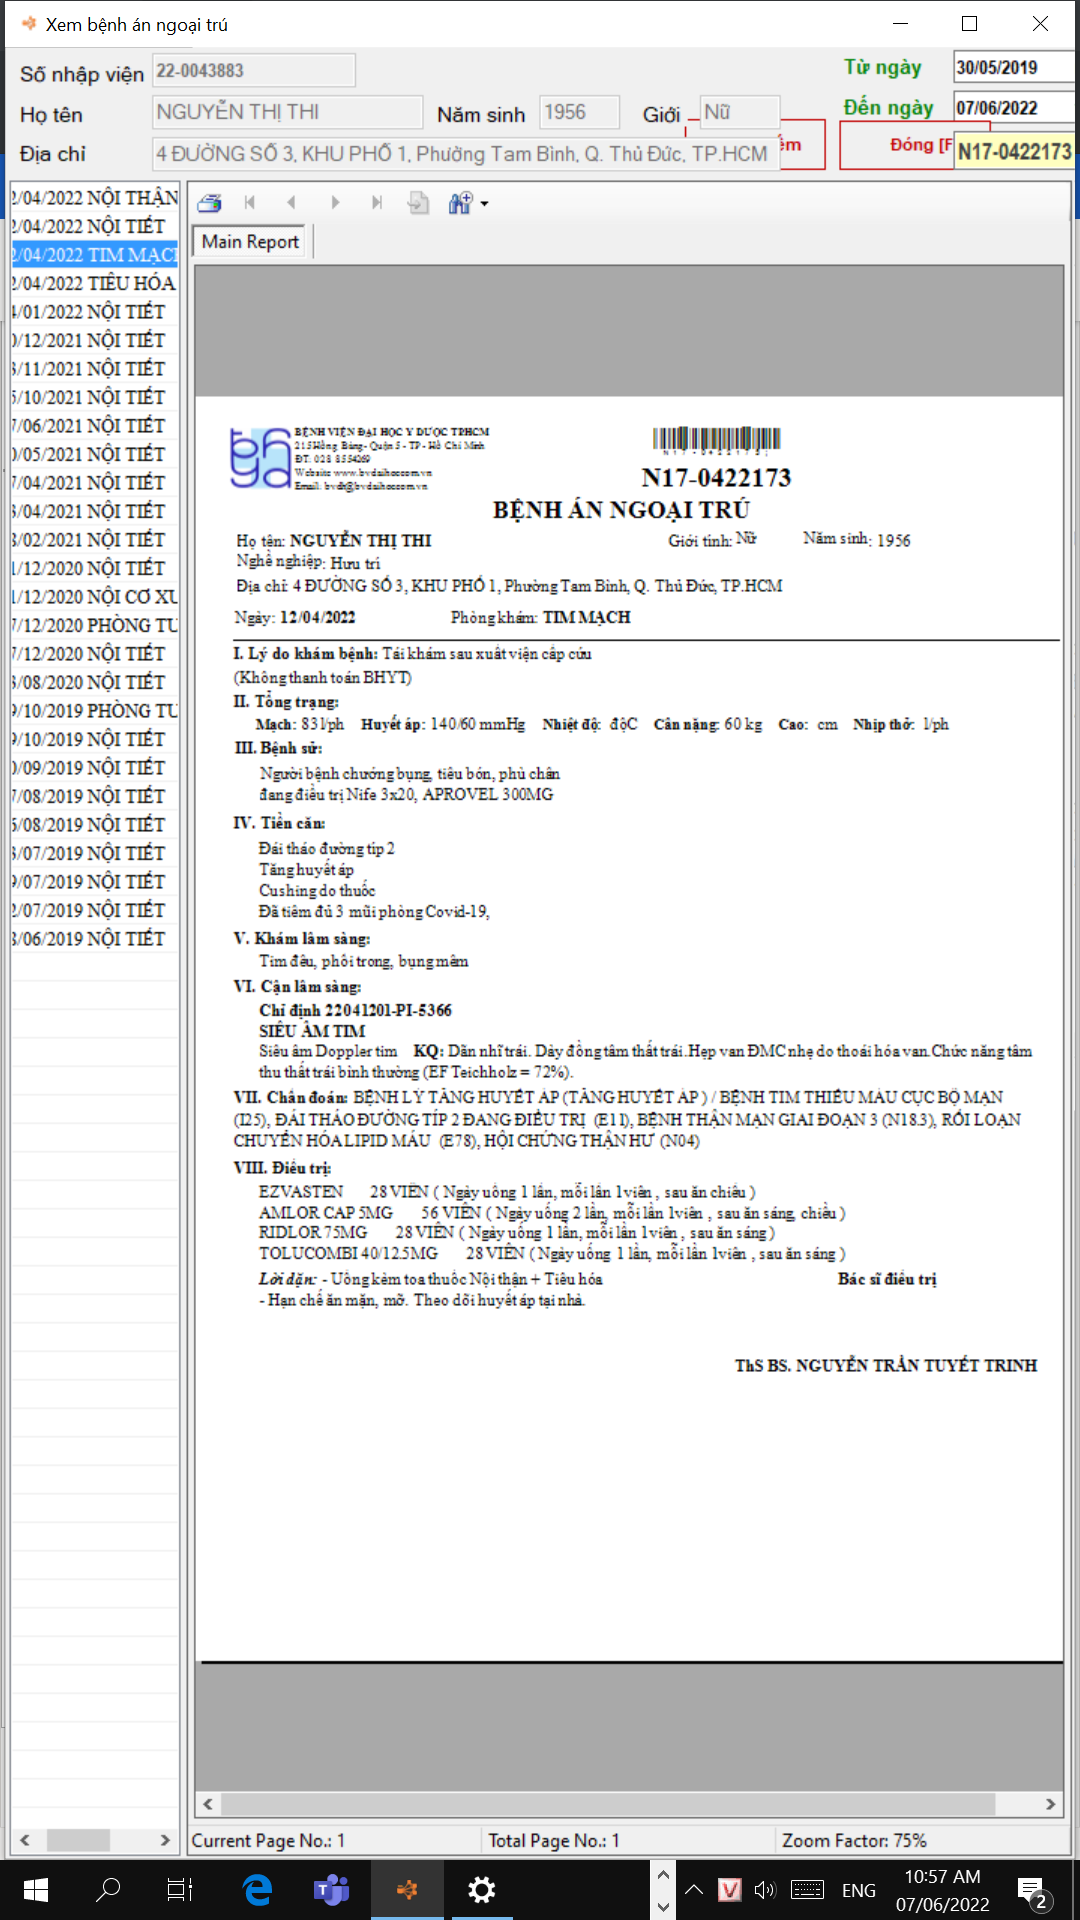 Xem bệnh án ngoại trú
Số nhập viện 22-0043883
Từ ngày 30/05/2019
Họ tên NGUYỄN THỊ THI Năm sinh 1956 Giới Nữ
Đến ngày 07/06/2022
Địa chỉ 4 ĐƯỜNG SỐ 3, KHU PHỐ 1, Phường Tam Bình, Q. Thủ Đức, TP.HCM
Đóng [F
N17-0422173
2/04/2022 NỘI THẬN
2/04/2022 NỘI TIẾT
2/04/2022 TIM MẠCH
2/04/2022 TIÊU HÓA
4/01/2022 NỘI TIẾT
0/12/2021 NỘI TIẾT
3/11/2021 NỘI TIẾT
5/10/2021 NỘI TIẾT
7/06/2021 NỘI TIẾT
0/05/2021 NỘI TIẾT
7/04/2021 NỘI TIẾT
3/04/2021 NỘI TIẾT
3/02/2021 NỘI TIẾT
1/12/2020 NỘI TIẾT
1/12/2020 NỘI CƠ XU
7/12/2020 PHÒNG TU
7/12/2020 NỘI TIẾT
3/08/2020 NỘI TIẾT
9/10/2019 PHÒNG TU
9/10/2019 NỘI TIẾT
0/09/2019 NỘI TIẾT
7/08/2019 NỘI TIẾT
5/08/2019 NỘI TIẾT
3/07/2019 NỘI TIẾT
9/07/2019 NỘI TIẾT
2/07/2019 NỘI TIẾT
3/06/2019 NỘI TIẾT
Main Report
BỆNH VIỆN ĐẠI HỌC Y DƯỢC TPHCM
215 Hồng Bàng - Quận 5 - TP - Hồ Chí Minh
ĐT: 028 8554269
Website www.bvdaihoccom.vn
Email: bvdh@bvdaihoccom.vn
N17-0422173
BỆNH ÁN NGOẠI TRÚ
Họ tên: NGUYỄN THỊ THI Giới tính: Nữ Năm sinh: 1956
Nghề nghiệp: Hưu trí
Địa chỉ: 4 ĐƯỜNG SỐ 3, KHU PHỐ 1, Phường Tam Bình, Q. Thủ Đức, TP.HCM
Ngày: 12/04/2022 Phòng khám: TIM MẠCH
I. Lý do khám bệnh: Tái khám sau xuất viện cấp cứu
(Không thanh toán BHYT)
II. Tổng trạng:
Mạch: 83 l/ph Huyết áp: 140/60 mmHg Nhiệt độ: độC Cân nặng: 60 kg Cao: cm Nhịp thở: l/ph
III. Bệnh sử:
Người bệnh chướng bụng, tiêu bón, phù chân
đang điều trị Nife 3x20, APROVEL 300MG
IV. Tiền căn:
Đái tháo đường típ 2
Tăng huyết áp
Cushing do thuốc
Đã tiêm đủ 3 mũi phòng Covid-19,
V. Khám lâm sàng:
Tim đều, phổi trong, bụng mềm
VI. Cận lâm sàng:
Chỉ định 22041201-PI-5366
SIÊU ÂM TIM
Siêu âm Doppler tim KQ: Dãn nhĩ trái. Dày đồng tâm thất trái.Hẹp van ĐMC nhẹ do thoái hóa van.Chức năng tâm
thu thất trái bình thường (EF Teichholz = 72%).
VII. Chẩn đoán: BỆNH LÝ TĂNG HUYẾT ÁP (TĂNG HUYẾT ÁP ) / BỆNH TIM THIẾU MÁU CỤC BỘ MẠN
(I25), ĐÁI THÁO ĐƯỜNG TÍP 2 ĐANG ĐIỀU TRỊ (E11), BỆNH THẬN MẠN GIAI ĐOẠN 3 (N18.3), RỐI LOẠN
CHUYỂN HÓA LIPID MÁU (E78), HỘI CHỨNG THẬN HƯ (N04)
VIII. Điều trị:
EZVASTEN 28 VIÊN ( Ngày uống 1 lần, mỗi lần 1 viên , sau ăn chiều )
AMLOR CAP 5MG 56 VIÊN ( Ngày uống 2 lần, mỗi lần 1 viên , sau ăn sáng, chiều )
RIDLOR 75MG 28 VIÊN ( Ngày uống 1 lần, mỗi lần 1 viên , sau ăn sáng )
TOLUCOMBI 40/12.5MG 28 VIÊN ( Ngày uống 1 lần, mỗi lần 1 viên , sau ăn sáng )
Lời dặn: - Uống kèm toa thuốc Nội thận + Tiêu hóa
- Hạn chế ăn mặn, mỡ. Theo dõi huyết áp tại nhà.
Bác sĩ điều trị
ThS BS. NGUYỄN TRẦN TUYẾT TRINH
Current Page No.: 1 Total Page No.: 1 Zoom Factor: 75%
ENG
10:57 AM
07/06/2022
2